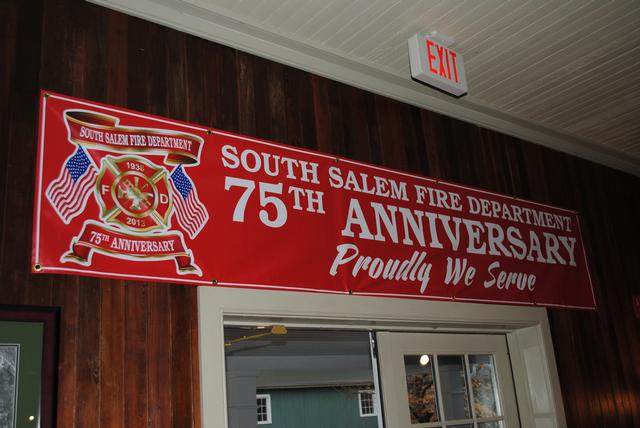 EXIT
SOUTH SALEM FIRE DEPARTMENT
1938
F D
2013
75TH ANNIVERSARY
SOUTH SALEM FIRE DEPARTMENT
75TH ANNIVERSARY
Proudly We Serve